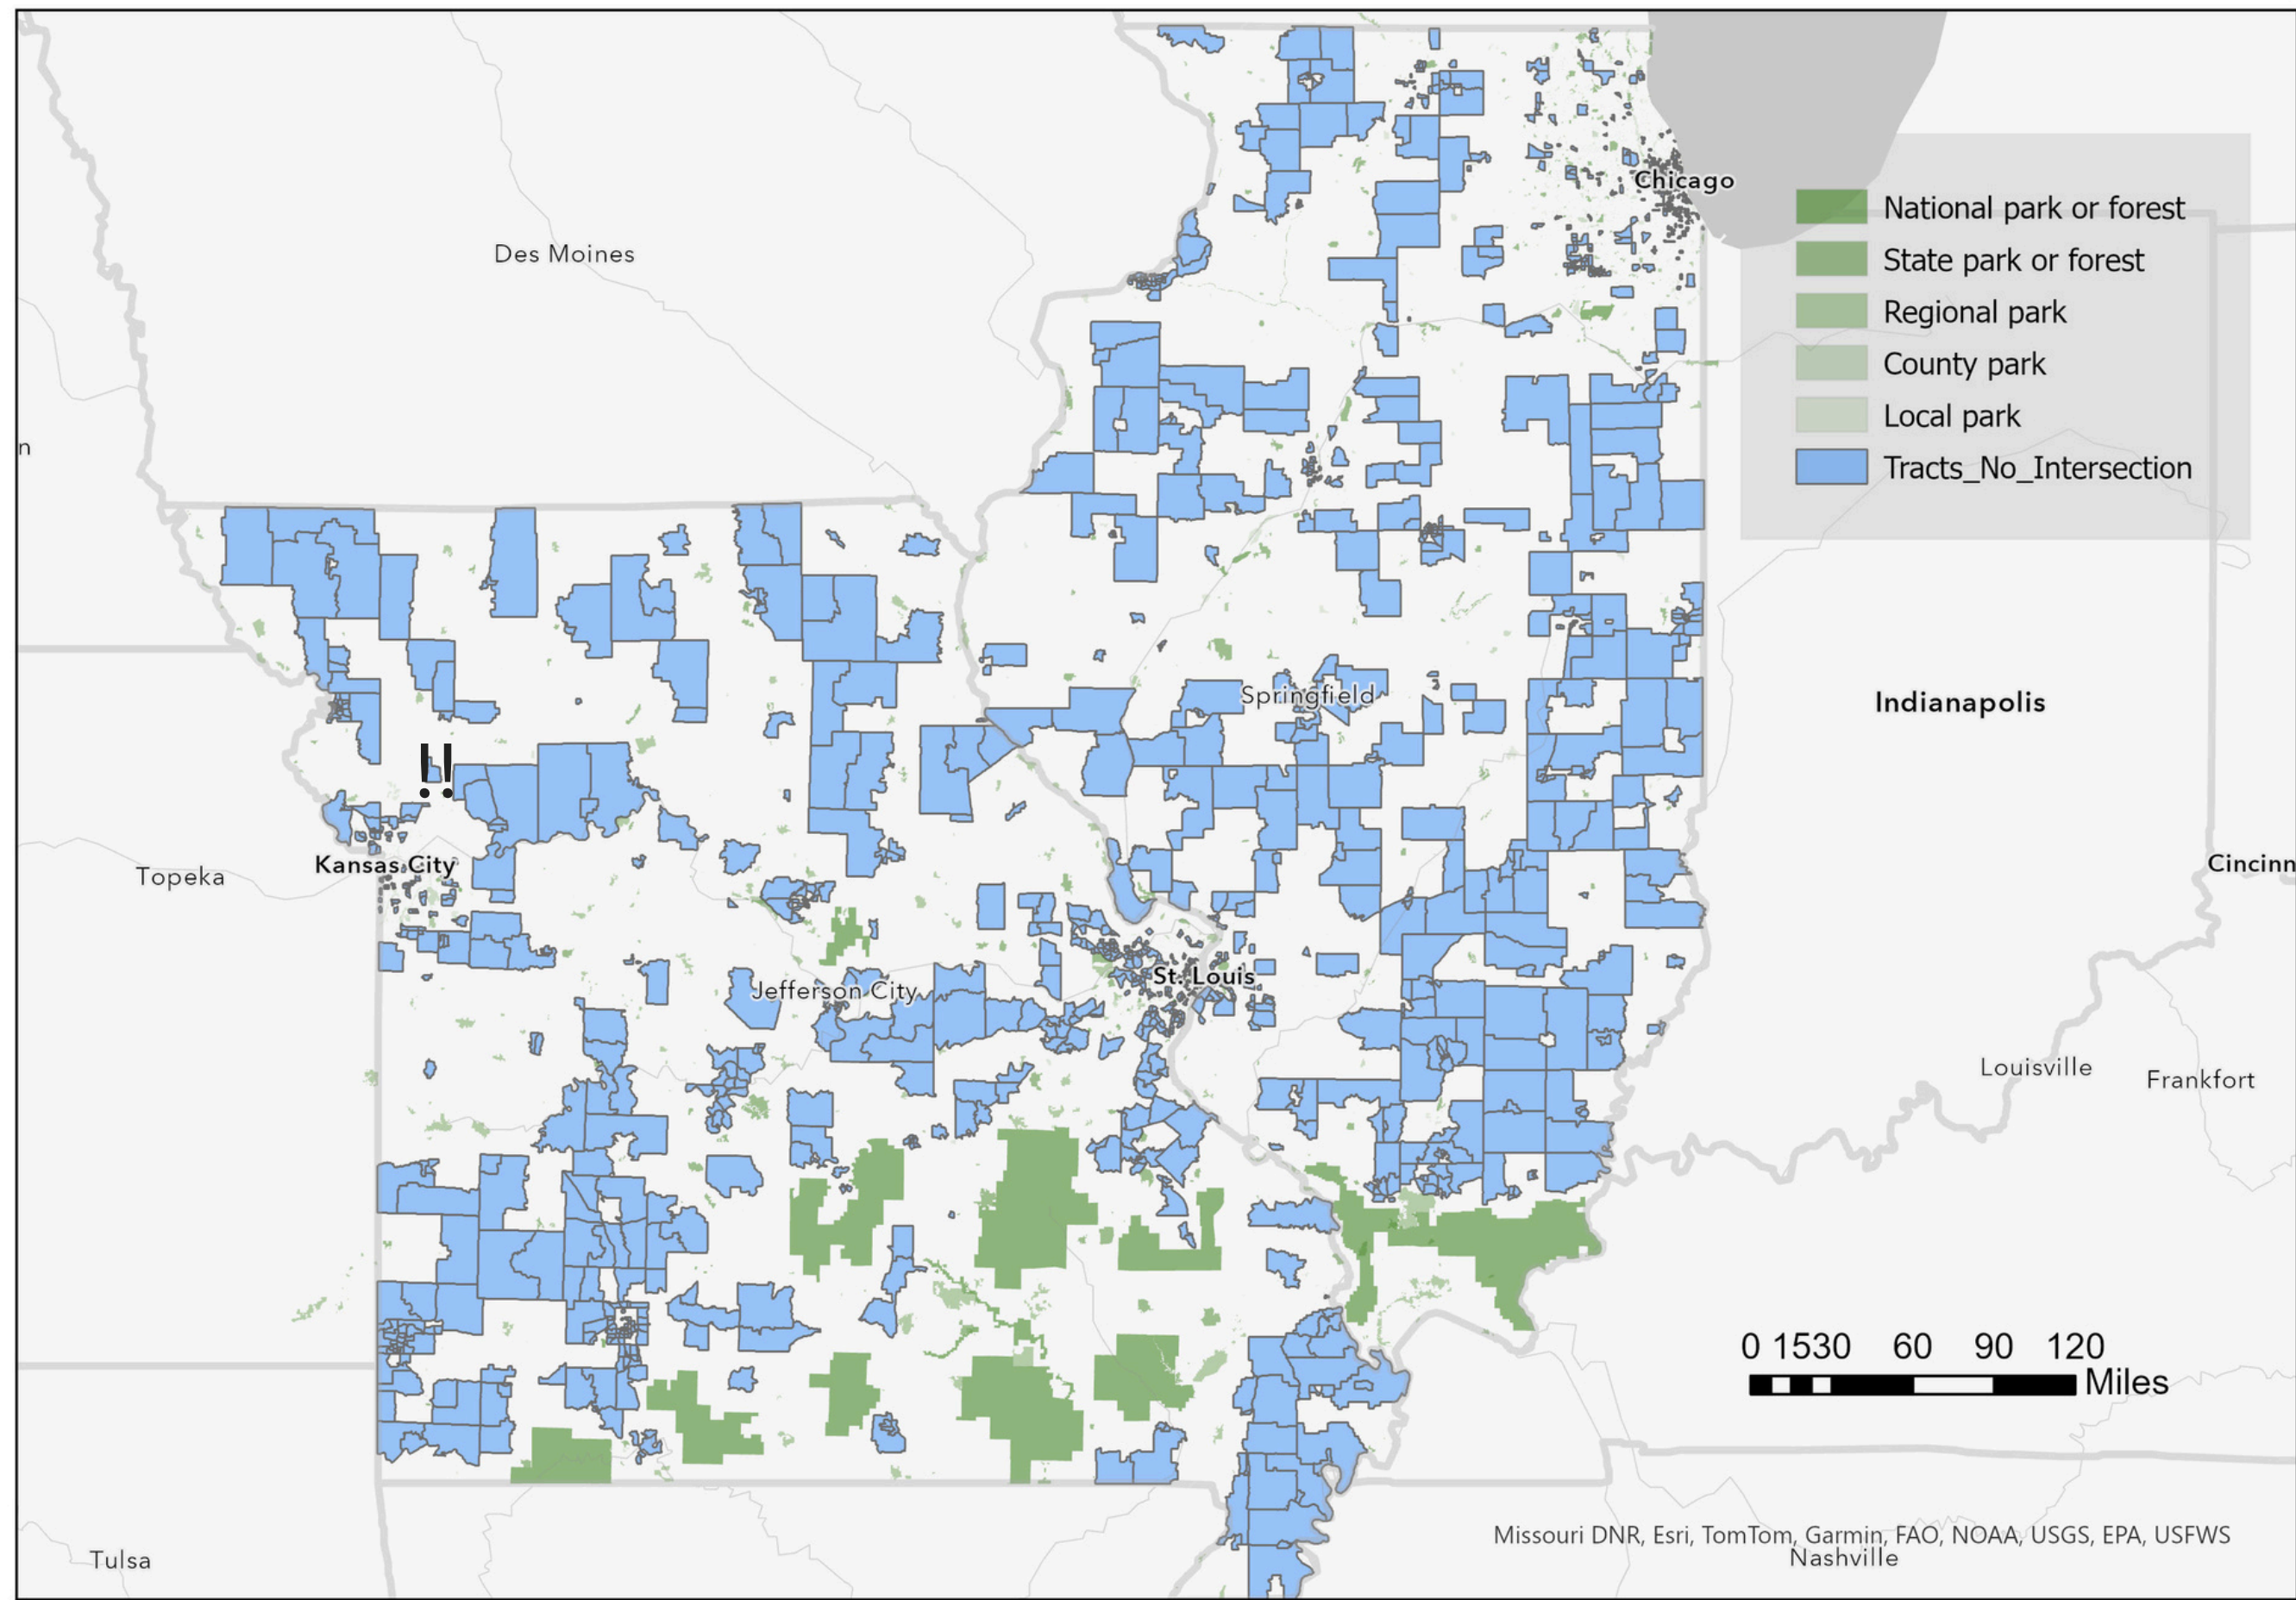 Des Moines
Chicago
National park or forest
State park or forest
Regional park
County park
Local park
Tracts_No_Intersection
n
Springfield
Indianapolis
!!
Kansas City
Topeka
Cincinn
St. Louis
Jefferson City
Louisville
Frankfort
0 1530 60 90 120
Miles
Missouri DNR, Esri, TomTom, Garmin, FAO, NOAA, USGS, EPA, USFWS
Nashville
Tulsa